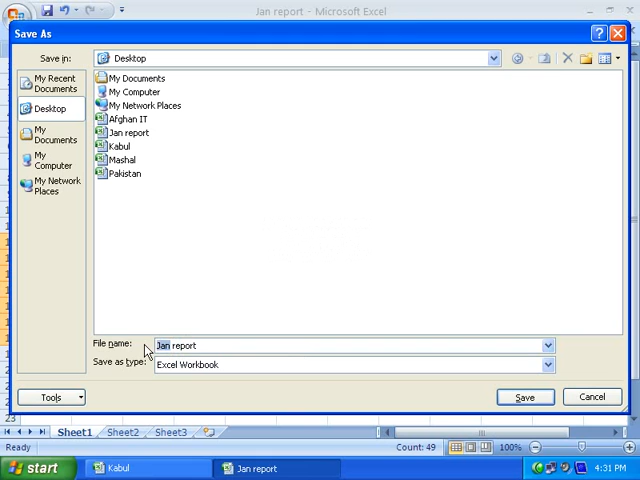 Jan report - Microsoft Excel
Save As
Save in:
Desktop
My Recent
Documents
Desktop
My
Documents
My
Computer
My Network
Places
My Documents
My Computer
My Network Places
Afghan IT
Jan report
Kabul
Mashal
Pakistan
File name:
Jan report
Save as type:
Excel Workbook
Tools
Save
Cancel
23
Sheet1
Sheet2
Sheet3
Ready
Count: 49
100%
start
Kabul
Jan report
4:31 PM